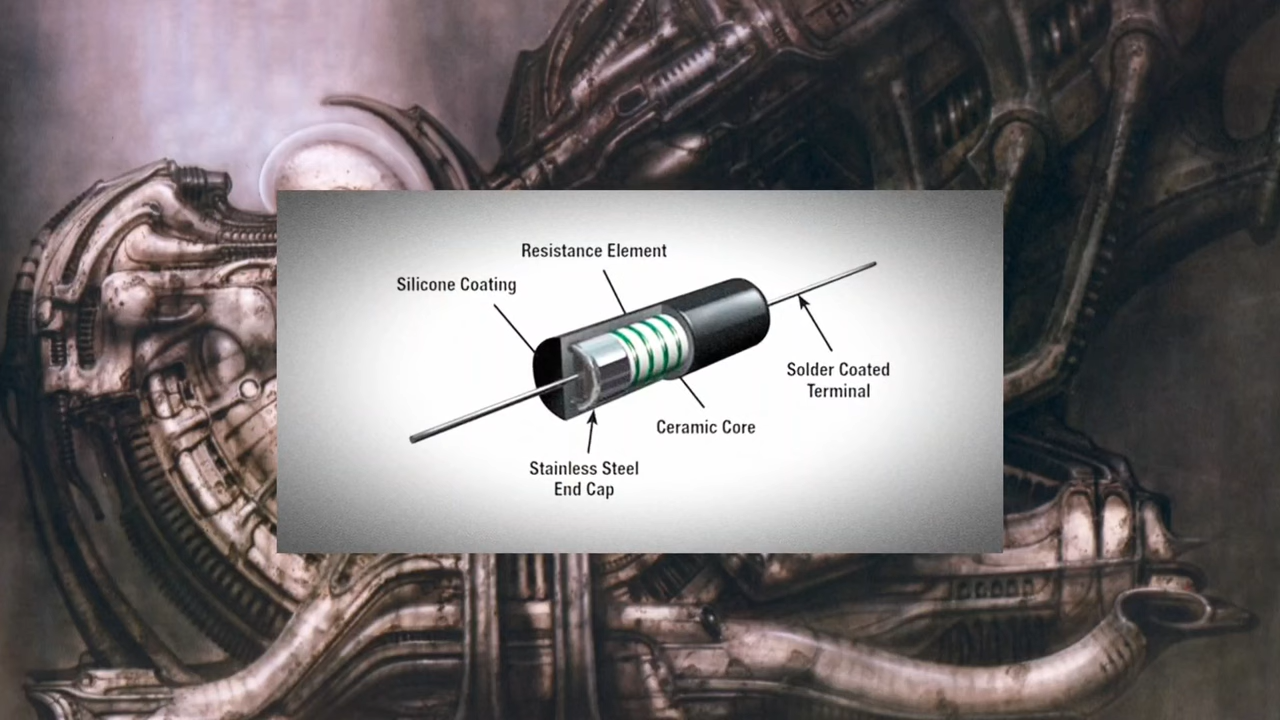 Resistance Element
Silicone Coating
Solder Coated
Terminal
Ceramic Core
Stainless Steel
End Cap